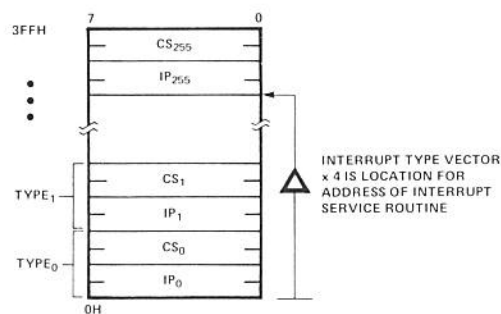 7 0
3FFH
CS255
IP255
INTERRUPT TYPE VECTOR
× 4 IS LOCATION FOR
ADDRESS OF INTERRUPT
SERVICE ROUTINE
CS1
TYPE1
IP1
CS0
TYPE0
IP0
0H